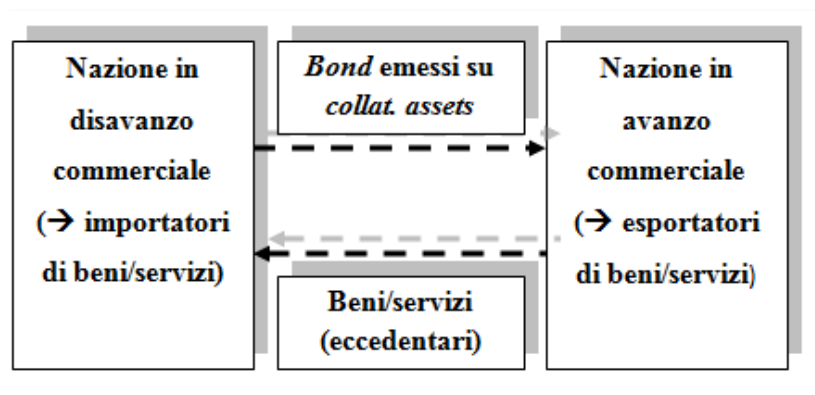 Nazione in
disavanzo
commerciale
(→ importatori
di beni/servizi)
Bond emessi su
collat. assets
Nazione in
avanzo
commerciale
(→ esportatori
di beni/servizi)
Beni/servizi
(eccedentari)